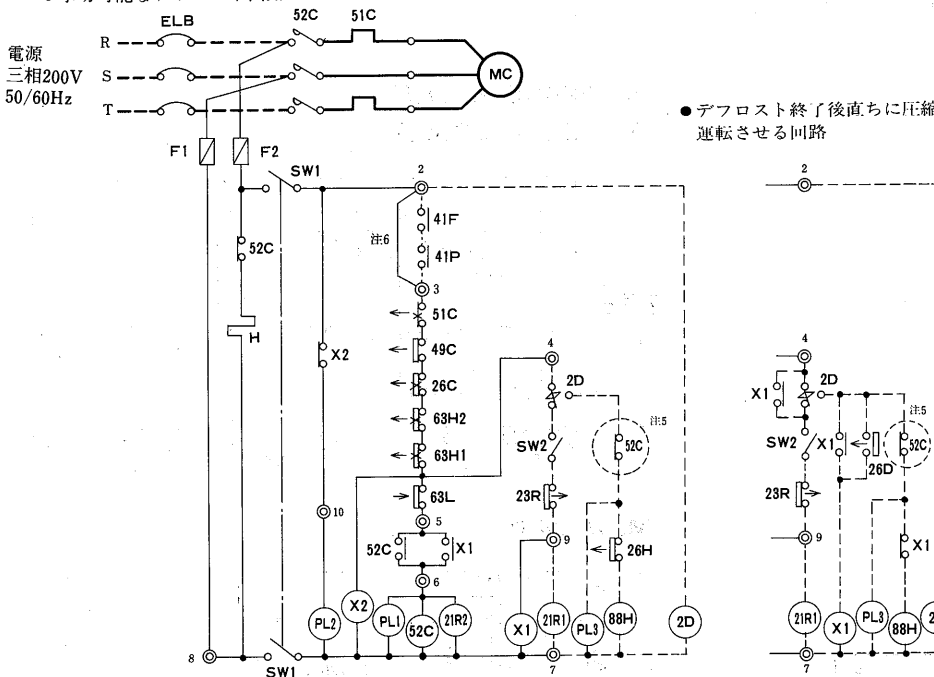 ELB
52C
51C
電源
三相200V
50/60Hz
R
S
T
MC
● デフロスト終了後直ちに圧縮
運転させる回路
F1
F2
SW1
2
2
41F
注6
41P
52C
3
51C
H
X2
49C
4
4
26C
2D
X1
2D
注5
注5
63H2
SW2
52C
SW2
X1
52C
63H1
26D
63L
23R
23R
10
5
52C
X1
9
26H
9
X1
6
X2
PL2
PL1
52C
21R2
X1
21R1
PL3
88H
2D
21R1
X1
PL3
88H
8
SW1
7
7